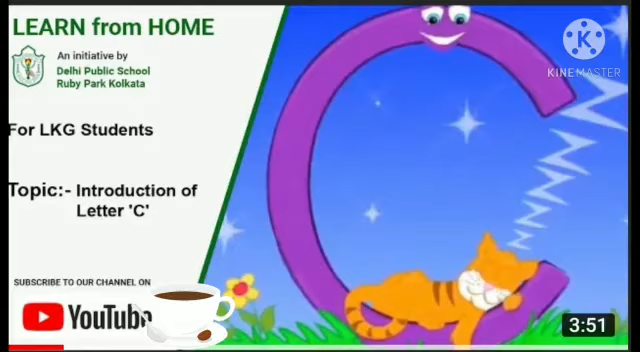 LEARN from HOME
An initiative by
Delhi Public School
Ruby Park Kolkata
K
KINEMASTER
For LKG Students
Topic:- Introduction of
Letter 'C'
SUBSCRIBE TO OUR CHANNEL ON
YouTube
3:51